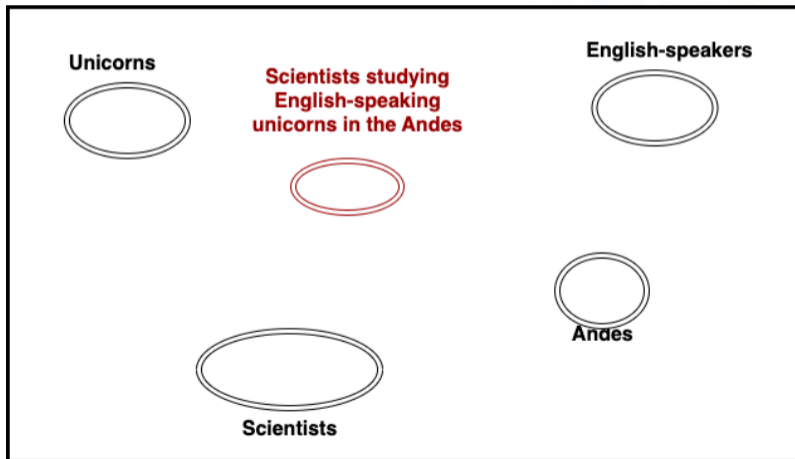 Unicorns
English-speakers
Scientists studying
English-speaking
unicorns in the Andes
Andes
Scientists